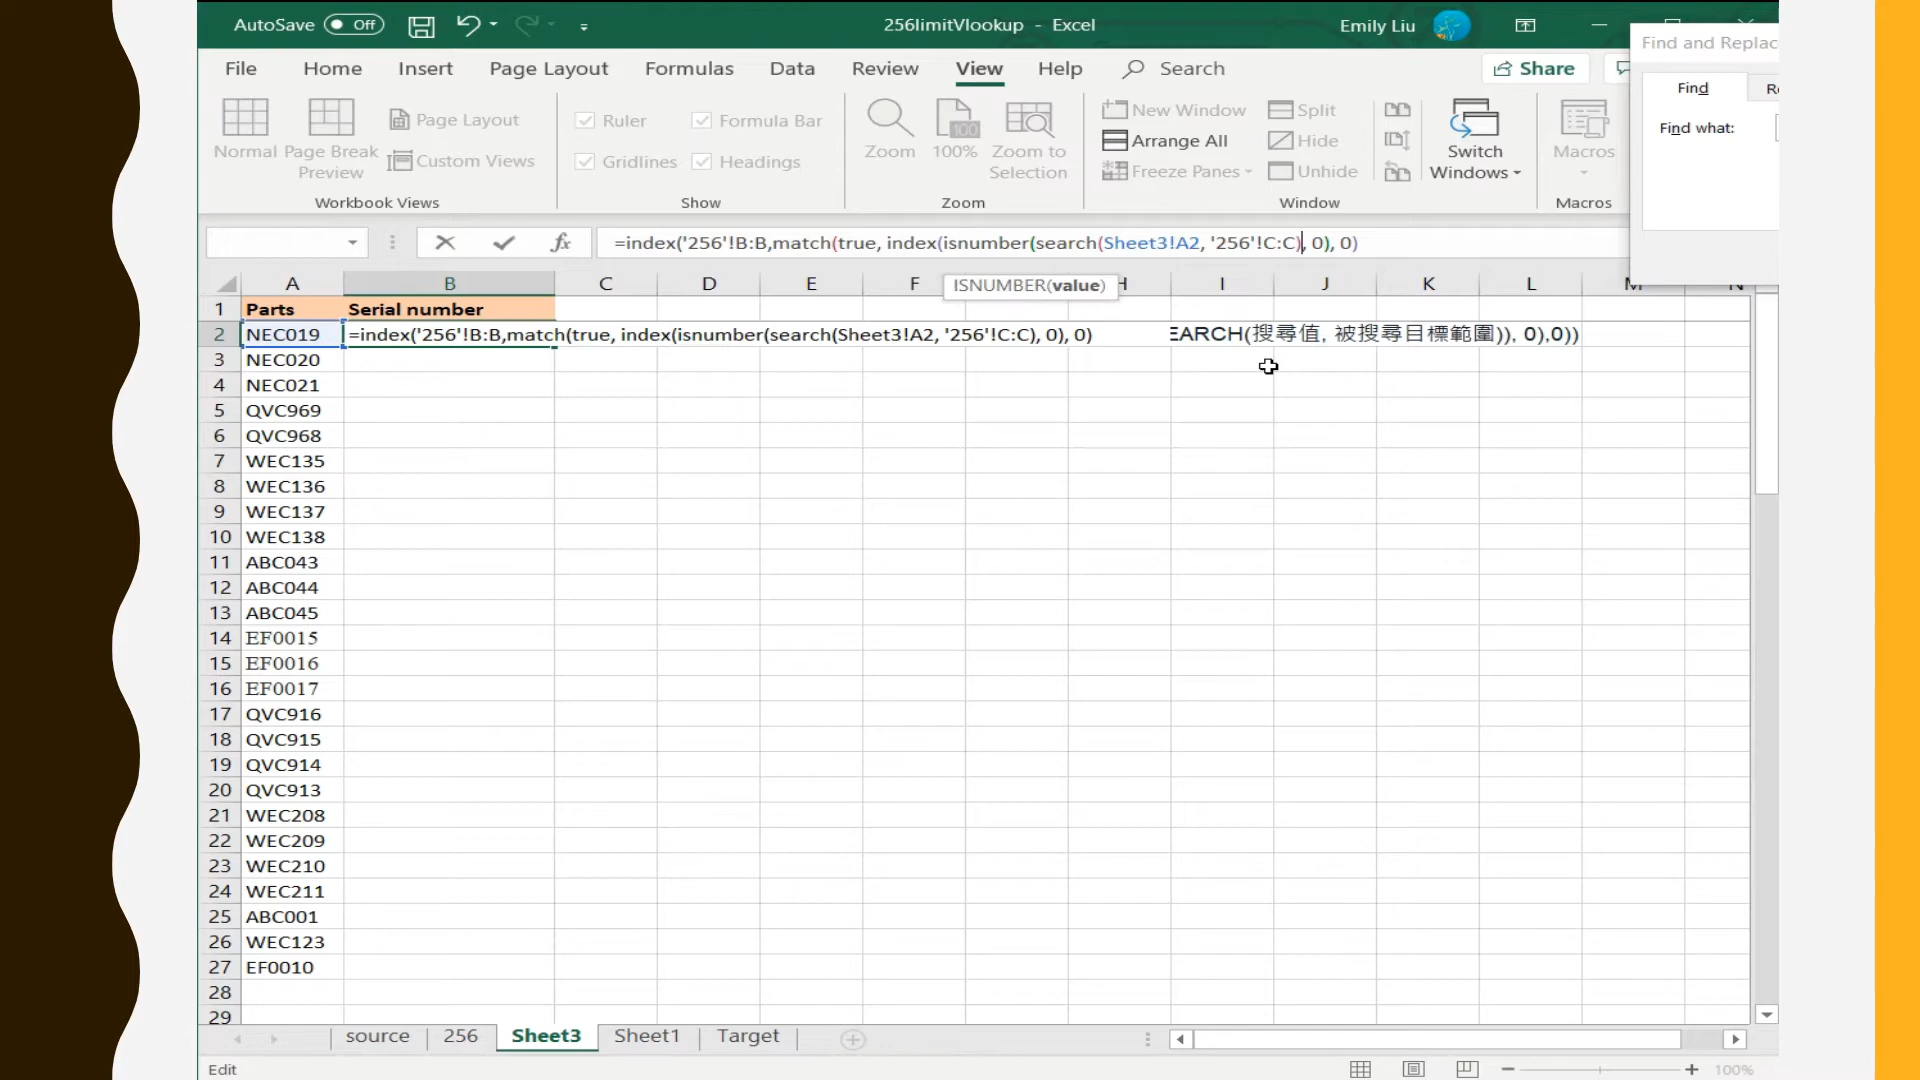 AutoSave Off 256limitVlookup - Excel Emily Liu
File Home Insert Page Layout Formulas Data Review View Help Search Share
Normal Page Break Preview Page Layout Custom Views
Workbook Views
Ruler Formula Bar
Gridlines Headings
Show
Zoom 100% Zoom to Selection
Zoom
New Window Split
Arrange All Hide
Freeze Panes Unhide
Switch Windows
Window
Macros
Macros
Find and Replac
Find Re
Find what:
fx =index('256'!B:B,match(true, index(isnumber(search(Sheet3!A2, '256'!C:C), 0), 0)
ISNUMBER(value)
A B C D E F H I J K L M N
1 Parts Serial number
2 NEC019 =index('256'!B:B,match(true, index(isnumber(search(Sheet3!A2, '256'!C:C), 0), 0) EARCH(搜尋值, 被搜尋目標範圍)), 0),0))
3 NEC020
4 NEC021
5 QVC969
6 QVC968
7 WEC135
8 WEC136
9 WEC137
10 WEC138
11 ABC043
12 ABC044
13 ABC045
14 EF0015
15 EF0016
16 EF0017
17 QVC916
18 QVC915
19 QVC914
20 QVC913
21 WEC208
22 WEC209
23 WEC210
24 WEC211
25 ABC001
26 WEC123
27 EF0010
28
29
source 256 Sheet3 Sheet1 Target
Edit 100%